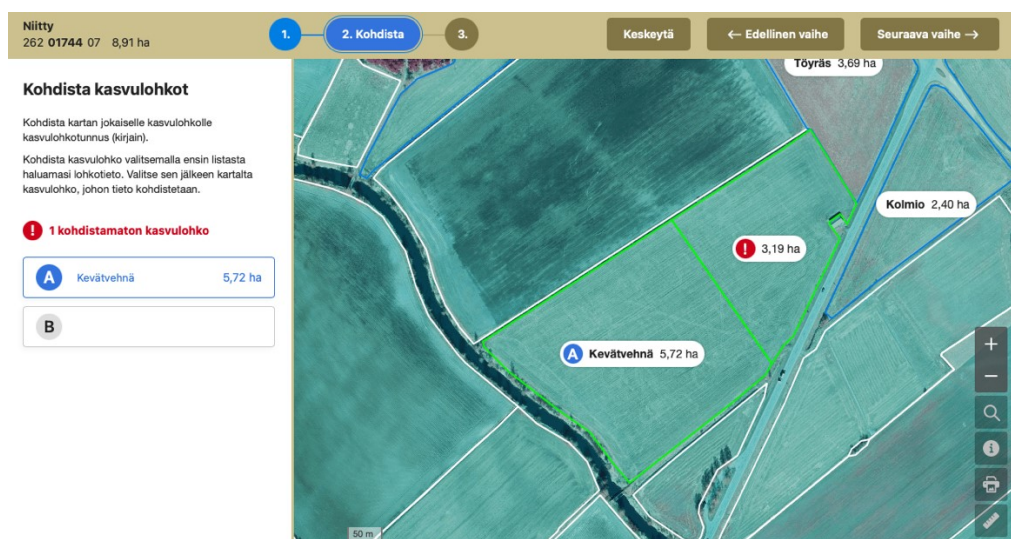 Niitty
262 01744 07 8,91 ha
1.
2. Kohdista
3.
Keskeytä
← Edellinen vaihe
Seuraava vaihe →
Kohdista kasvulohkot
Kohdista kartan jokaiselle kasvulohkolle
kasvulohkotunnus (kirjain).
Kohdista kasvulohko valitsemalla ensin listasta
haluamasi lohkotieto. Valitse sen jälkeen kartalta
kasvulohko, johon tieto kohdistetaan.
! 1 kohdistamaton kasvulohko
A Kevätvehnä 5,72 ha
B
Töyräs 3,69 ha
Kolmio 2,40 ha
! 3,19 ha
A Kevätvehnä 5,72 ha
50 m